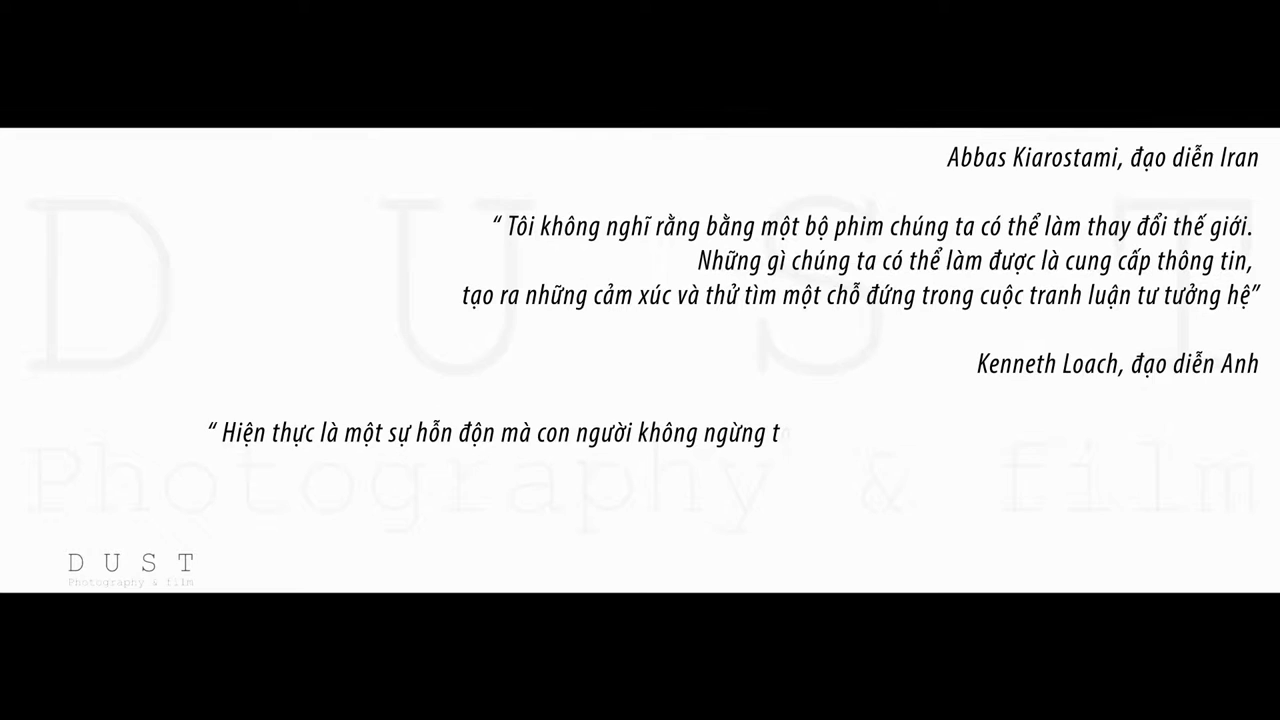 Abbas Kiarostami, đạo diễn Iran
“ Tôi không nghĩ rằng bằng một bộ phim chúng ta có thể làm thay đổi thế giới.
Những gì chúng ta có thể làm được là cung cấp thông tin,
tạo ra những cảm xúc và thử tìm một chỗ đứng trong cuộc tranh luận tư tưởng hệ”
Kenneth Loach, đạo diễn Anh
“ Hiện thực là một sự hỗn độn mà con người không ngừng t
D U S T
Photography & film
D U S T
Photography & film